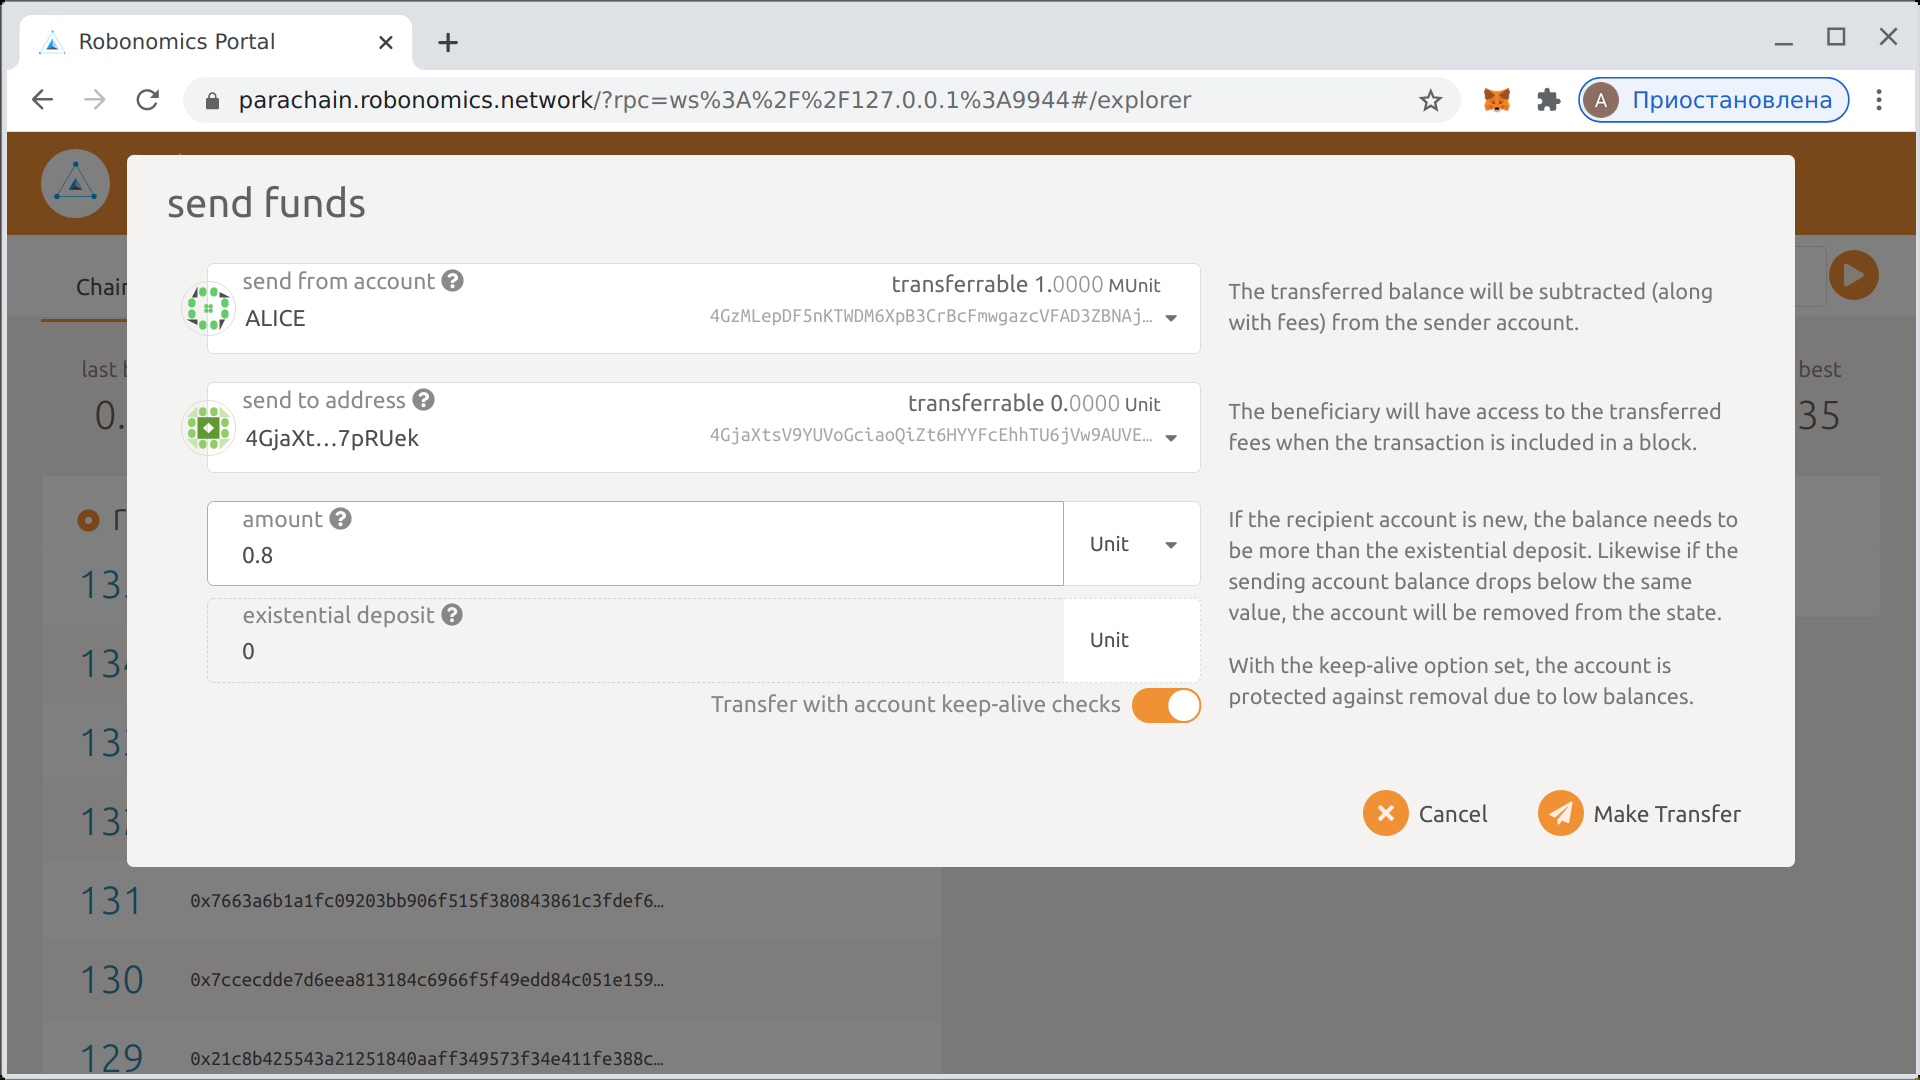 Robonomics Portal
parachain.robonomics.network/?rpc=ws%3A%2F%2F127.0.0.1%3A9944#/explorer
A Приостановлена
send funds
send from account
transferrable 1.0000 MUnit
ALICE
4GzMLepDF5nKTWDM6XpB3CrBcFmwgazcVFAD3ZBNAj…
The transferred balance will be subtracted (along
with fees) from the sender account.
send to address
transferrable 0.0000 Unit
4GjaXt…7pRUek
4GjaXtsV9YUVoGciaoQiZt6HYYFcEhhTU6jVw9AUVE…
The beneficiary will have access to the transferred
fees when the transaction is included in a block.
amount
0.8
Unit
existential deposit
0
Unit
If the recipient account is new, the balance needs to
be more than the existential deposit. Likewise if the
sending account balance drops below the same
value, the account will be removed from the state.
With the keep-alive option set, the account is
protected against removal due to low balances.
Transfer with account keep-alive checks
Cancel
Make Transfer
Chain
last
0.
best
35
134
133
132
131 0x7663a6b1a1fc09203bb906f515f380843861c3fdef6…
130 0x7ccecdde7d6eea813184c6966f5f49edd84c051e159…
129 0x21c8b425543a21251840aaff349573f34e411fe388c…